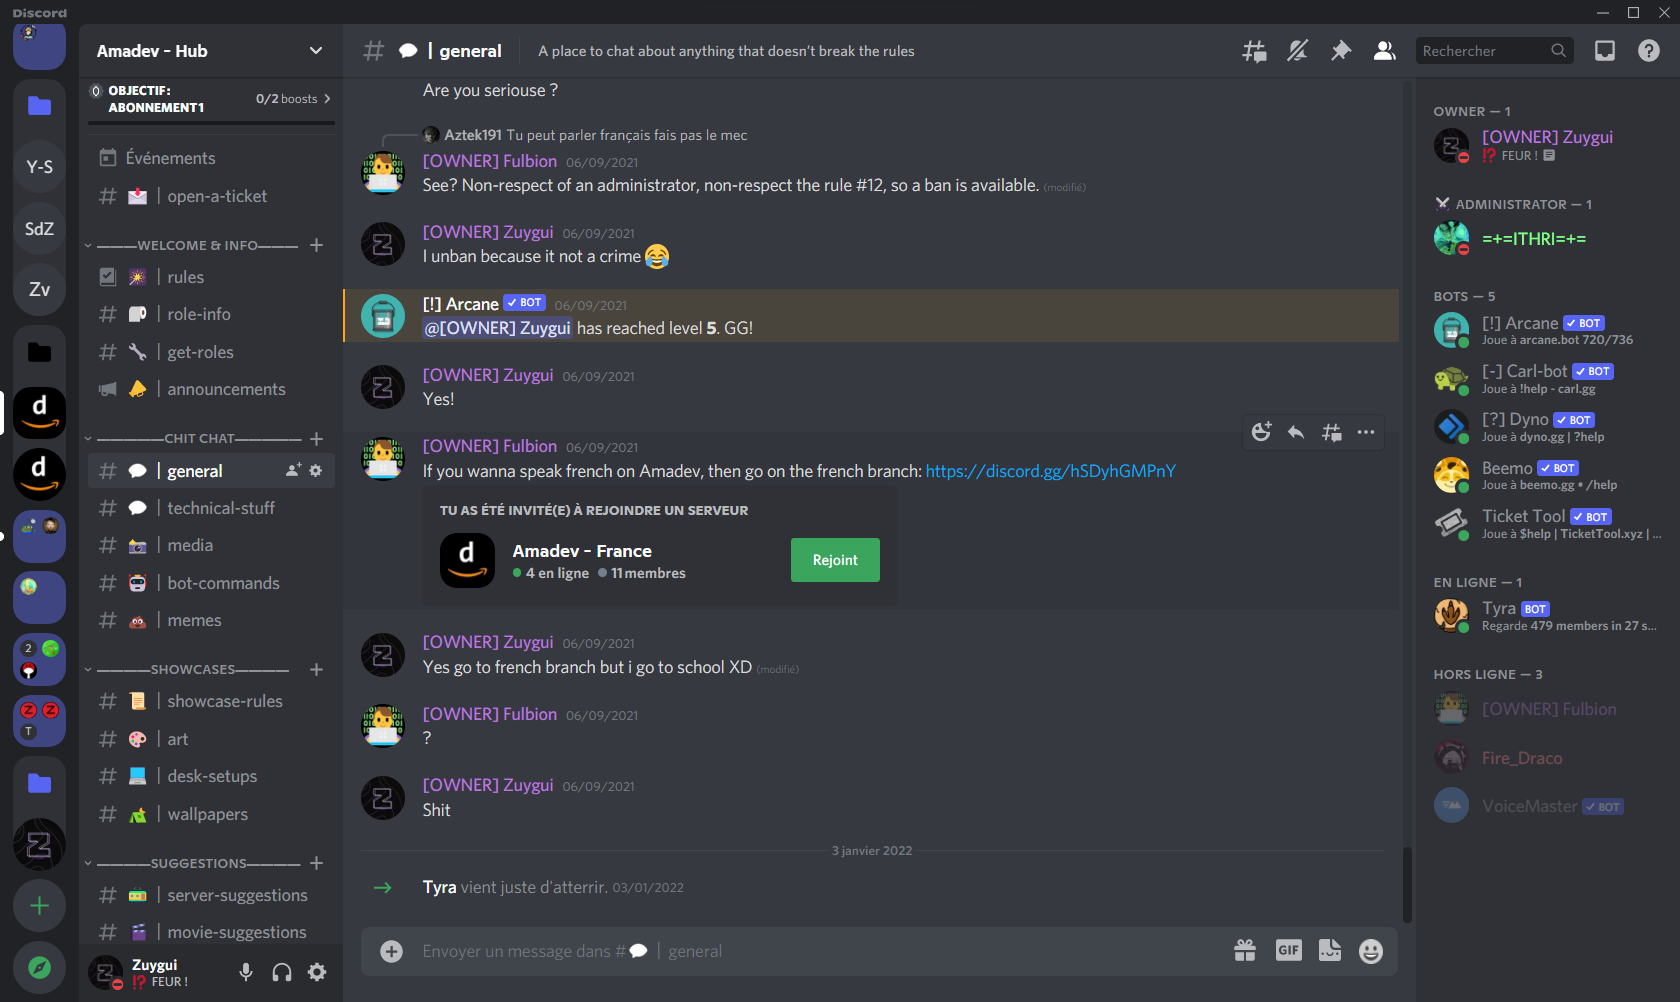 Discord
Amadev - Hub
OBJECTIF:
ABONNEMENT1
0/2 boosts
Événements
open-a-ticket
WELCOME & INFO
rules
role-info
get-roles
announcements
CHIT CHAT
general
technical-stuff
media
bot-commands
memes
SHOWCASES
showcase-rules
art
desk-setups
wallpapers
SUGGESTIONS
server-suggestions
movie-suggestions
Zuygui
⁉ FEUR !
Y-S
SdZ
Zv
d
d
2
Z Z
T
# 💬 | general
A place to chat about anything that doesn't break the rules
Rechercher
Are you seriouse ?
Aztek191 Tu peut parler français fais pas le mec
[OWNER] Fulbion 06/09/2021
See? Non-respect of an administrator, non-respect the rule #12, so a ban is available. (modifié)
[OWNER] Zuygui 06/09/2021
I unban because it not a crime 😂
[!] Arcane ✓ BOT 06/09/2021
@[OWNER] Zuygui has reached level 5. GG!
[OWNER] Zuygui 06/09/2021
Yes!
[OWNER] Fulbion
If you wanna speak french on Amadev, then go on the french branch: https://discord.gg/hSDyhGMPnY
TU AS ÉTÉ INVITÉ(E) À REJOINDRE UN SERVEUR
d
Amadev - France
4 en ligne 11 membres
Rejoint
[OWNER] Zuygui 06/09/2021
Yes go to french branch but i go to school XD (modifié)
[OWNER] Fulbion 06/09/2021
?
[OWNER] Zuygui 06/09/2021
Shit
3 janvier 2022
Tyra vient juste d'atterrir. 03/01/2022
Envoyer un message dans #💬 | general
GIF
OWNER — 1
[OWNER] Zuygui
⁉ FEUR !
ADMINISTRATOR — 1
=+=ITHRI=+=
BOTS — 5
[!] Arcane ✓ BOT
Joue à arcane.bot 720/736
[-] Carl-bot ✓ BOT
Joue à !help - carl.gg
[?] Dyno ✓ BOT
Joue à dyno.gg | ?help
Beemo ✓ BOT
Joue à beemo.gg • /help
Ticket Tool ✓ BOT
Joue à $help | TicketTool.xyz | ...
EN LIGNE — 1
Tyra BOT
Regarde 479 members in 27 s...
HORS LIGNE — 3
[OWNER] Fulbion
Fire_Draco
VoiceMaster ✓ BOT